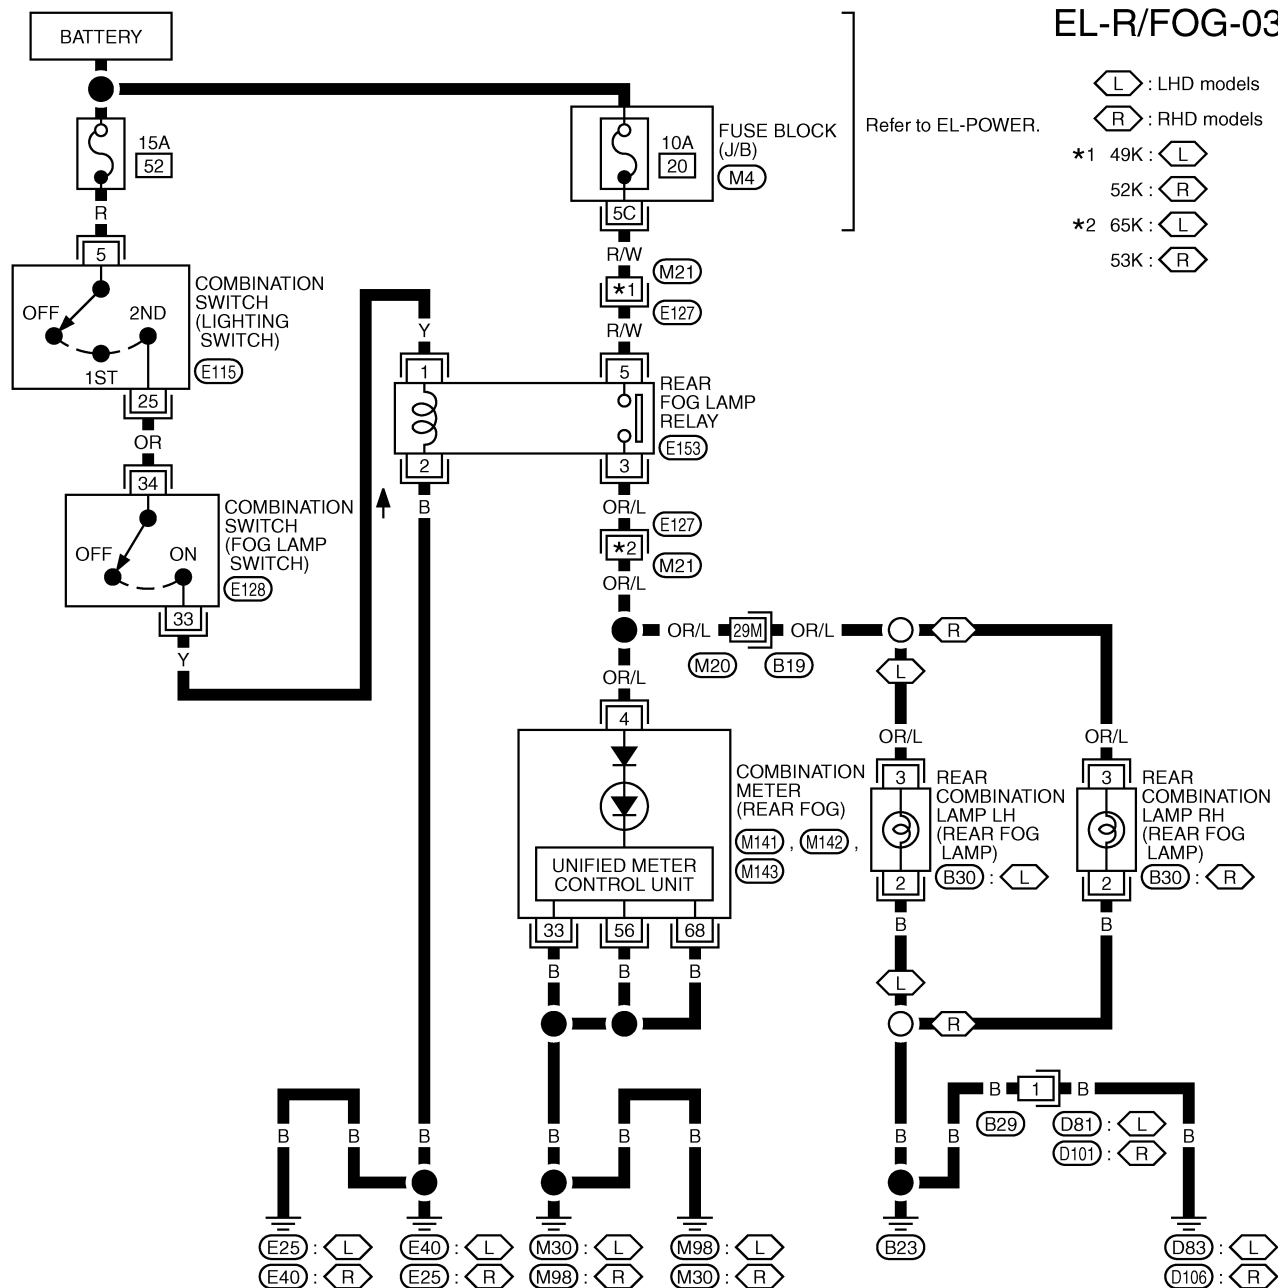 EL-R/FOG-03
BATTERY
L : LHD models
R : RHD models
*1 49K : L
52K : R
*2 65K : L
53K : R
15A
52
10A
20
FUSE BLOCK
(J/B)
M4
Refer to EL-POWER.
5C
R
R/W
5
M21
*1
E127
R/W
COMBINATION
SWITCH
(LIGHTING
SWITCH)
E115
OFF
2ND
1ST
25
OR
Y
1
5
REAR
FOG LAMP
RELAY
E153
2
3
B
OR/L
34
COMBINATION
SWITCH
(FOG LAMP
SWITCH)
E128
OFF
ON
33
Y
E127
*2
M21
OR/L
OR/L
29M
OR/L
R
M20
B19
L
OR/L
4
OR/L
OR/L
COMBINATION
METER
(REAR FOG)
M141 , M142 ,
M143
UNIFIED METER
CONTROL UNIT
3
REAR
COMBINATION
LAMP LH
(REAR FOG
LAMP)
B30 : L
2
3
REAR
COMBINATION
LAMP RH
(REAR FOG
LAMP)
B30 : R
2
33
56
68
B
B
B
B
B
L
R
B
1
B
B29
D81 : L
D101 : R
B
B
B
B
B
B
B
B
B
E25 : L
E40 : R
E40 : L
E25 : R
M30 : L
M98 : R
M98 : L
M30 : R
B23
D83 : L
D106 : R